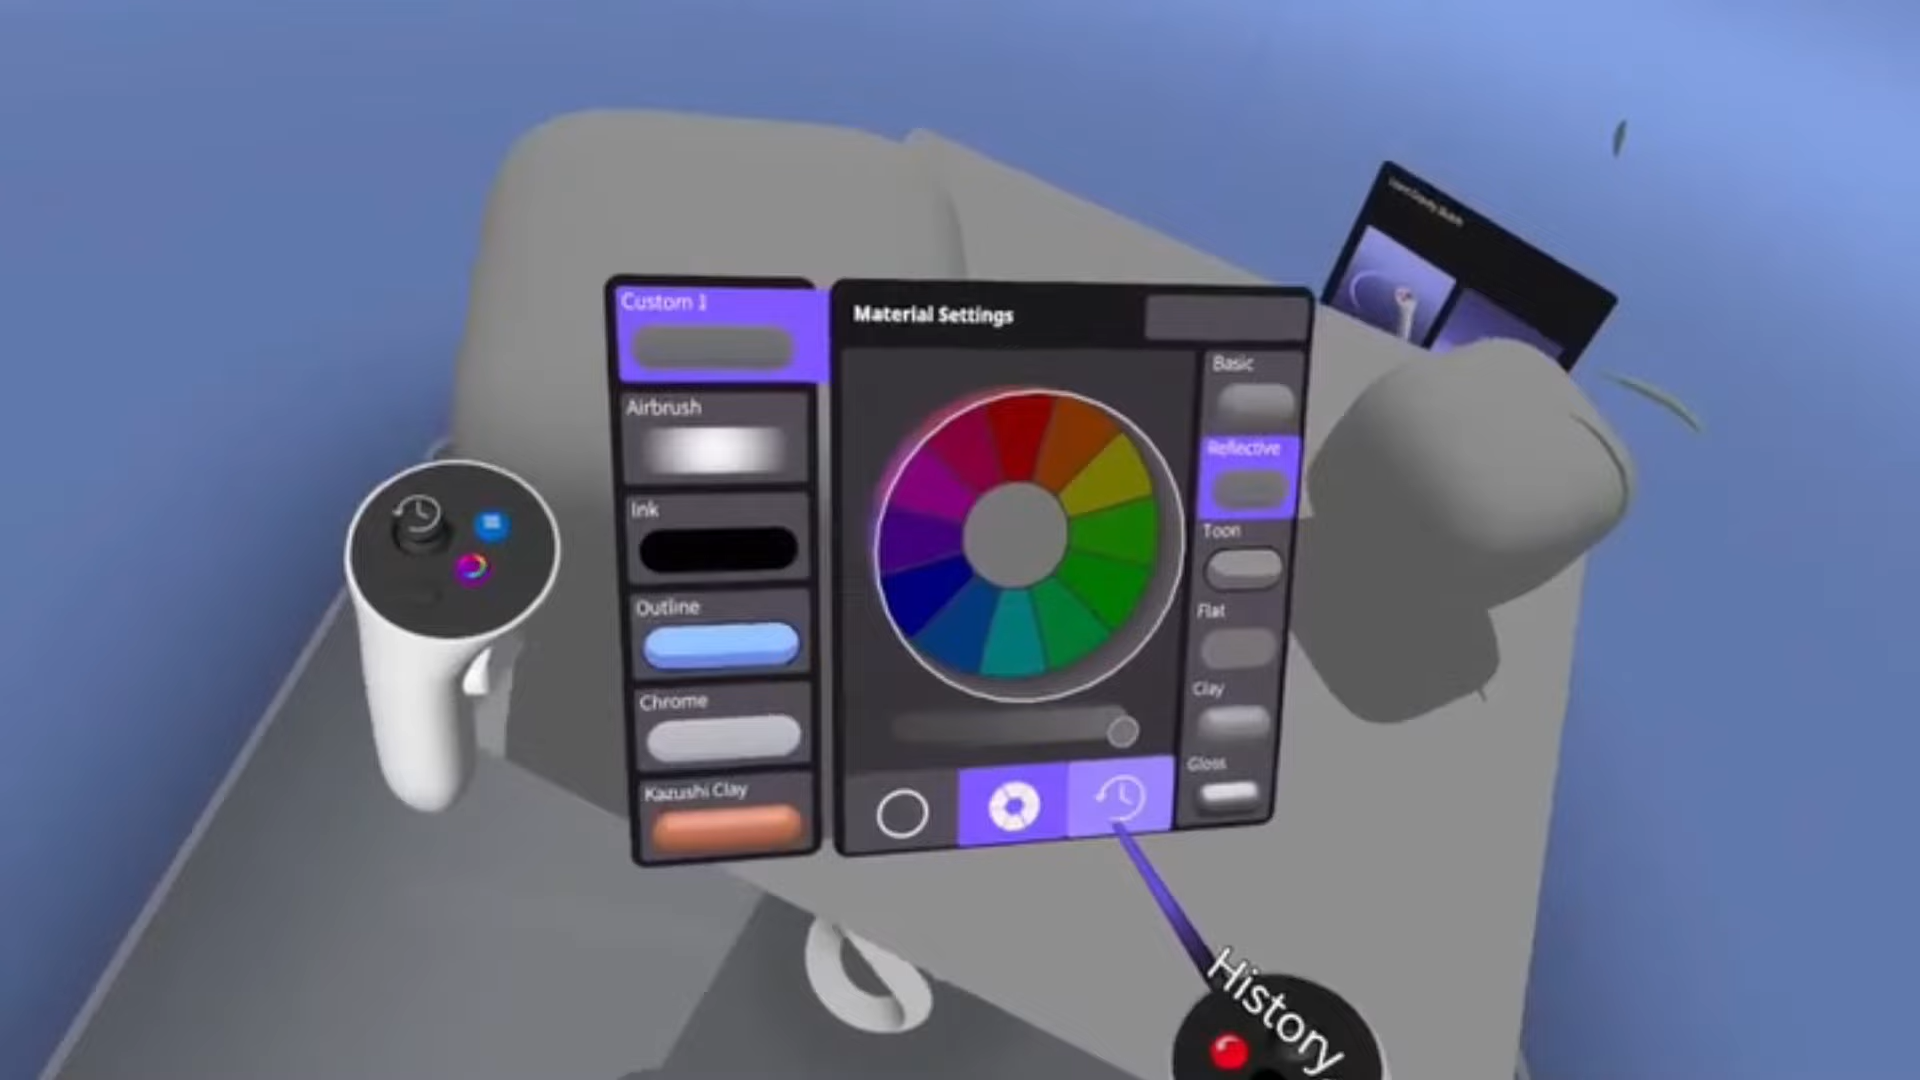 Custom 1
Airbrush
Ink
Outline
Chrome
Kazushi Clay
Material Settings
Basic
Reflective
Toon
Flat
Clay
Gloss
History